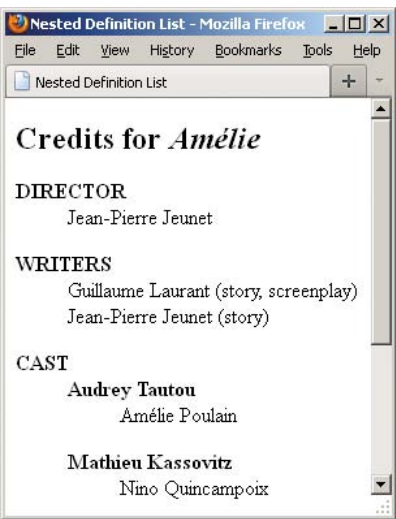 Nested Definition List - Mozilla Firefox
File Edit View History Bookmarks Tools Help
Nested Definition List
Credits for Amélie
DIRECTOR
Jean-Pierre Jeunet
WRITERS
Guillaume Laurant (story, screenplay)
Jean-Pierre Jeunet (story)
CAST
Audrey Tautou
Amélie Poulain
Mathieu Kassovitz
Nino Quincampoix